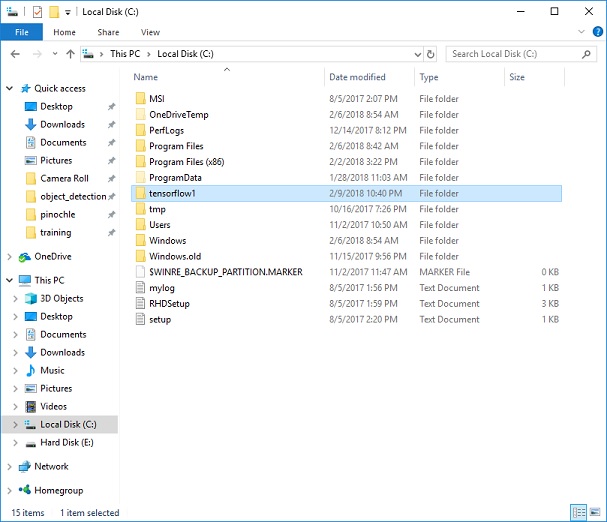 Local Disk (C:)
File Home Share View
This PC Local Disk (C:) Search Local Disk (C:)
Name Date modified Type Size
Quick access
Desktop
Downloads
Documents
Pictures
Camera Roll
object_detection
pinochle
training
OneDrive
This PC
3D Objects
Desktop
Documents
Downloads
Music
Pictures
Videos
Local Disk (C:)
Hard Disk (E:)
Network
Homegroup
MSI 8/5/2017 2:07 PM File folder
OneDriveTemp 2/6/2018 8:54 AM File folder
PerfLogs 12/14/2017 8:12 PM File folder
Program Files 2/6/2018 8:42 AM File folder
Program Files (x86) 2/2/2018 3:22 PM File folder
ProgramData 1/28/2018 11:03 AM File folder
tensorflow1 2/9/2018 10:40 PM File folder
tmp 10/16/2017 7:26 PM File folder
Users 11/2/2017 10:50 AM File folder
Windows 2/6/2018 8:54 AM File folder
Windows.old 11/15/2017 9:56 PM File folder
$WINRE_BACKUP_PARTITION.MARKER 11/2/2017 11:47 AM MARKER File 0 KB
mylog 8/5/2017 1:56 PM Text Document 1 KB
RHDSetup 8/5/2017 1:59 PM Text Document 3 KB
setup 8/5/2017 2:20 PM Text Document 1 KB
15 items 1 item selected